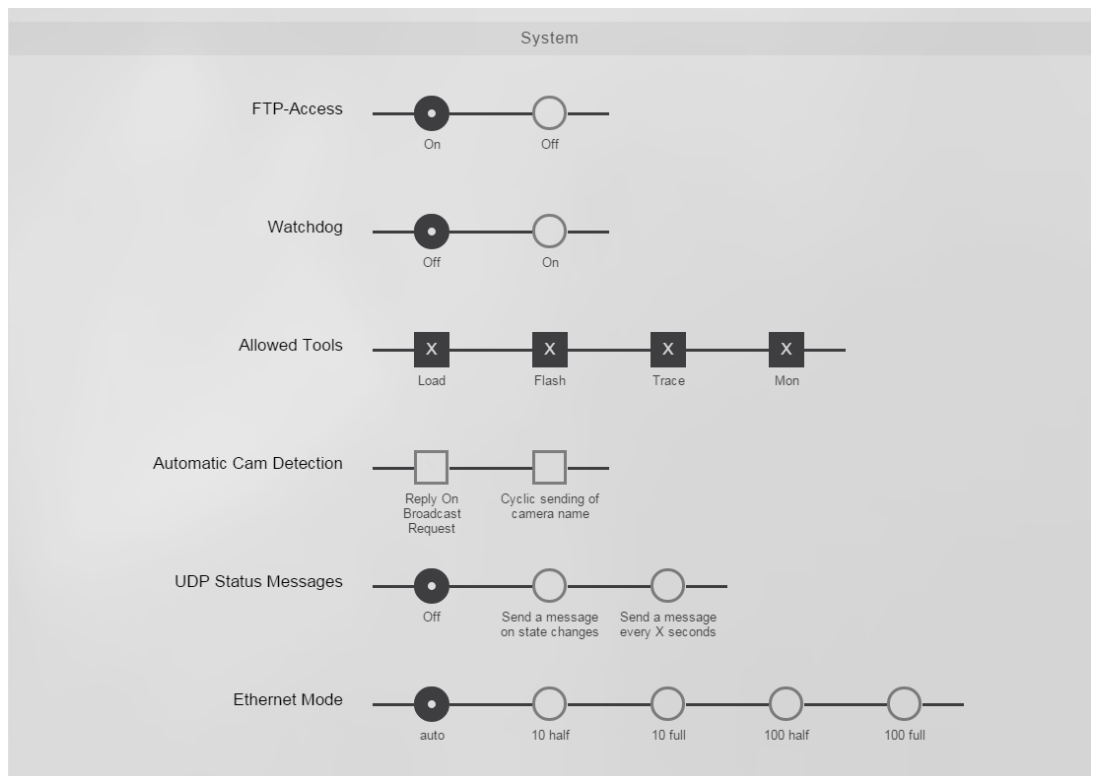 System
FTP-Access
On Off
Watchdog
Off On
Allowed Tools
X X X X
Load Flash Trace Mon
Automatic Cam Detection
Reply On Cyclic sending of
Broadcast camera name
Request
UDP Status Messages
Off Send a message Send a message
on state changes every X seconds
Ethernet Mode
auto 10 half 10 full 100 half 100 full